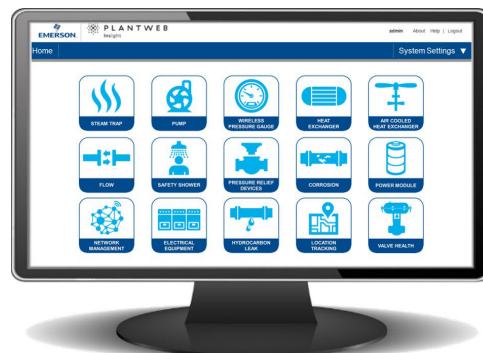 EMERSON
PLANTWEB
Insight
admin About Help | Logout
Home
System Settings ▼
STEAM TRAP
PUMP
WIRELESS
PRESSURE GAUGE
HEAT
EXCHANGER
AIR COOLED
HEAT EXCHANGER
FLOW
SAFETY SHOWER
PRESSURE RELIEF
DEVICES
CORROSION
POWER MODULE
NETWORK
MANAGEMENT
ELECTRICAL
EQUIPMENT
HYDROCARBON
LEAK
LOCATION
TRACKING
VALVE HEALTH